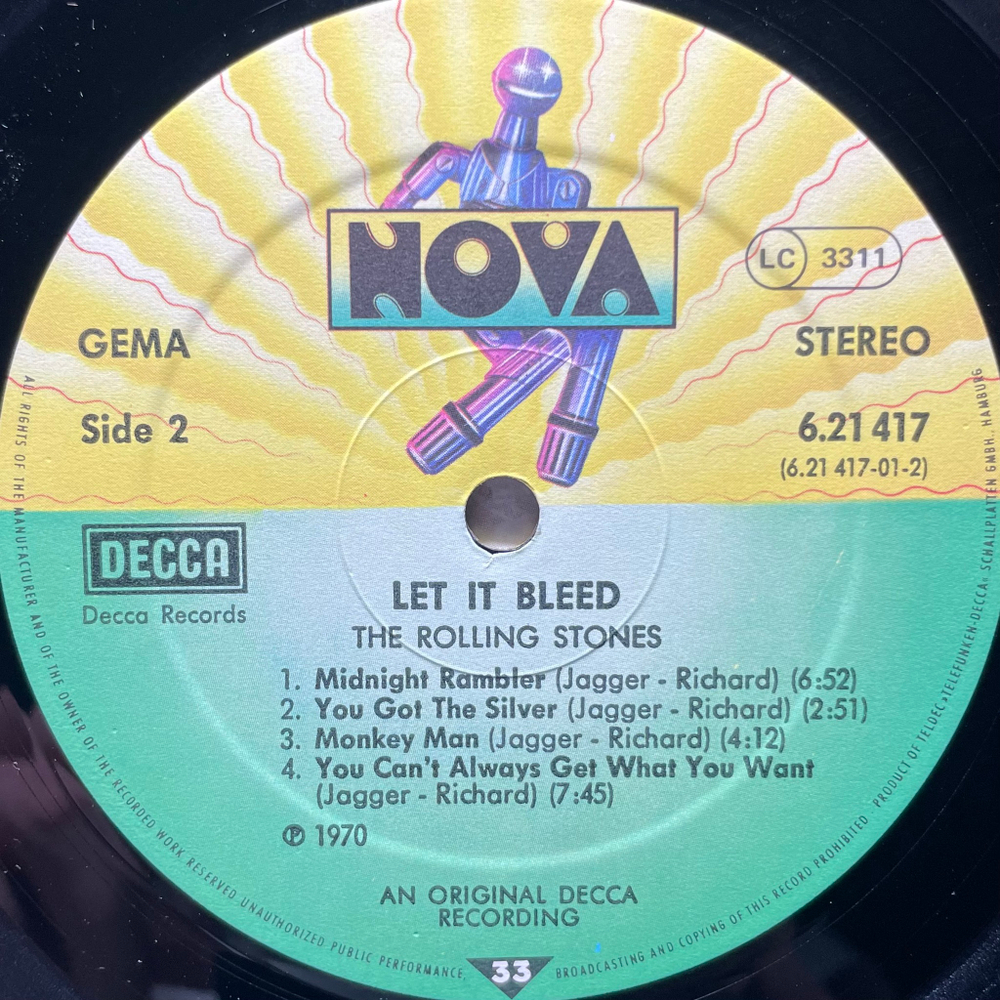 NOVA
LC 3311
GEMA
STEREO
Side 2
6.21 417
(6.21 417-01-2)
DECCA
Decca Records
LET IT BLEED
THE ROLLING STONES
1. Midnight Rambler (Jagger - Richard) (6:52)
2. You Got The Silver (Jagger - Richard) (2:51)
3. Monkey Man (Jagger - Richard) (4:12)
4. You Can't Always Get What You Want
(Jagger - Richard) (7:45)
℗ 1970
AN ORIGINAL DECCA
RECORDING
33
ALL RIGHTS OF THE MANUFACTURER AND OF THE OWNER OF THE RECORDED WORK RESERVED UNAUTHORIZED PUBLIC PERFORMANCE, BROADCASTING AND COPYING OF THIS RECORD PROHIBITED · PRODUCT OF TELDEC »TELEFUNKEN-DECCA« SCHALLPLATTEN GMBH., HAMBURG